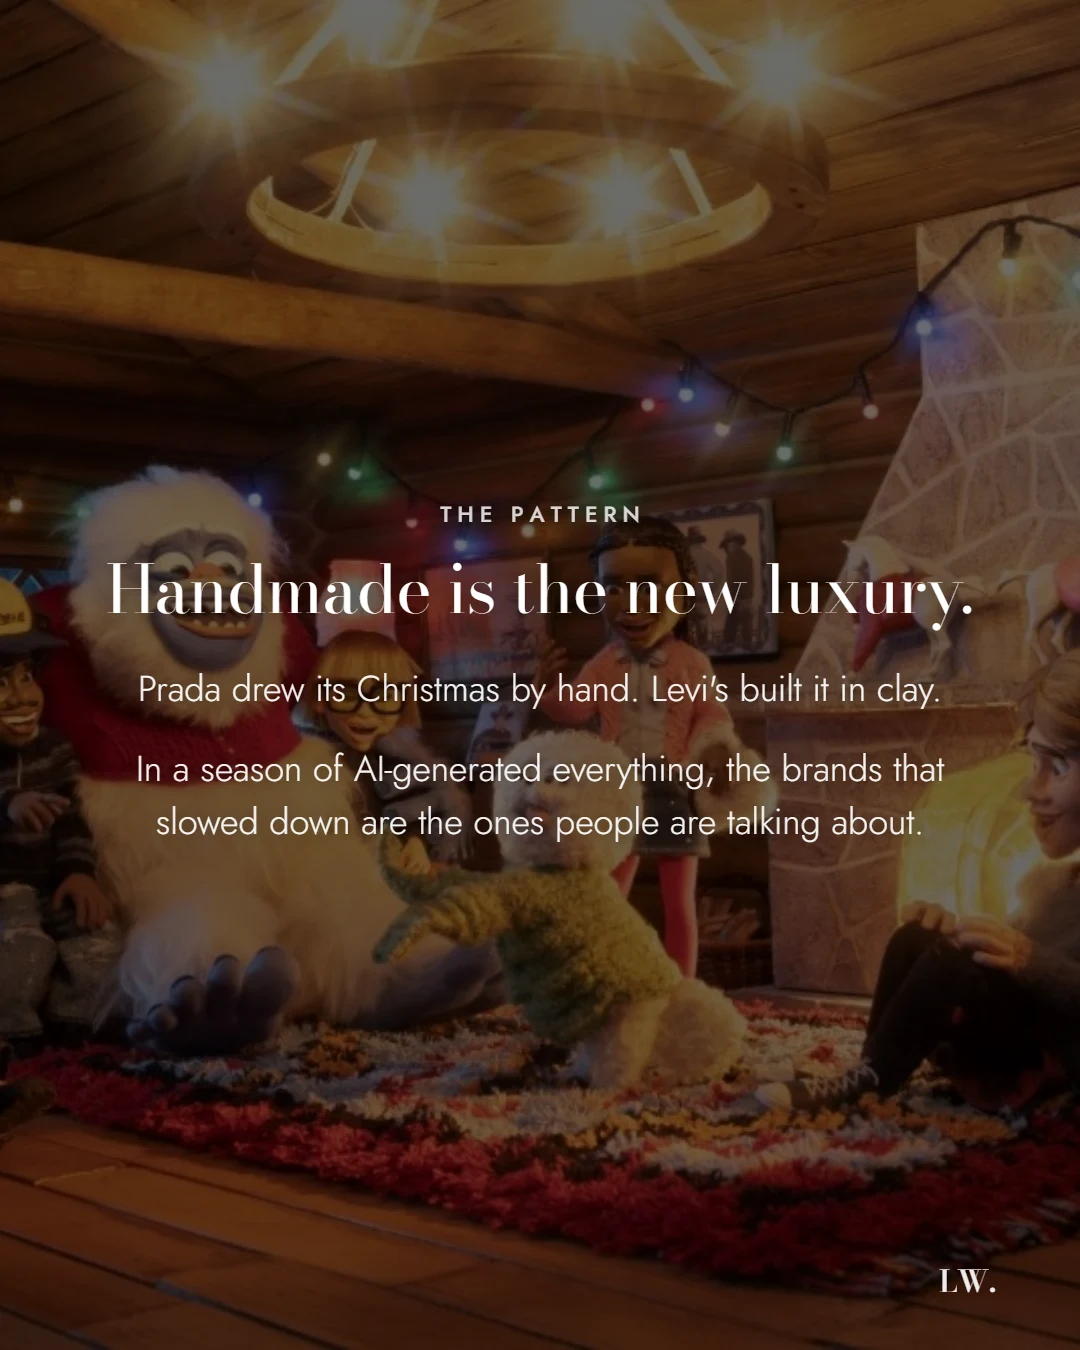 THE PATTERN
Handmade is the new luxury.
Prada drew its Christmas by hand. Levi's built it in clay.
In a season of AI-generated everything, the brands that
slowed down are the ones people are talking about.
LW.